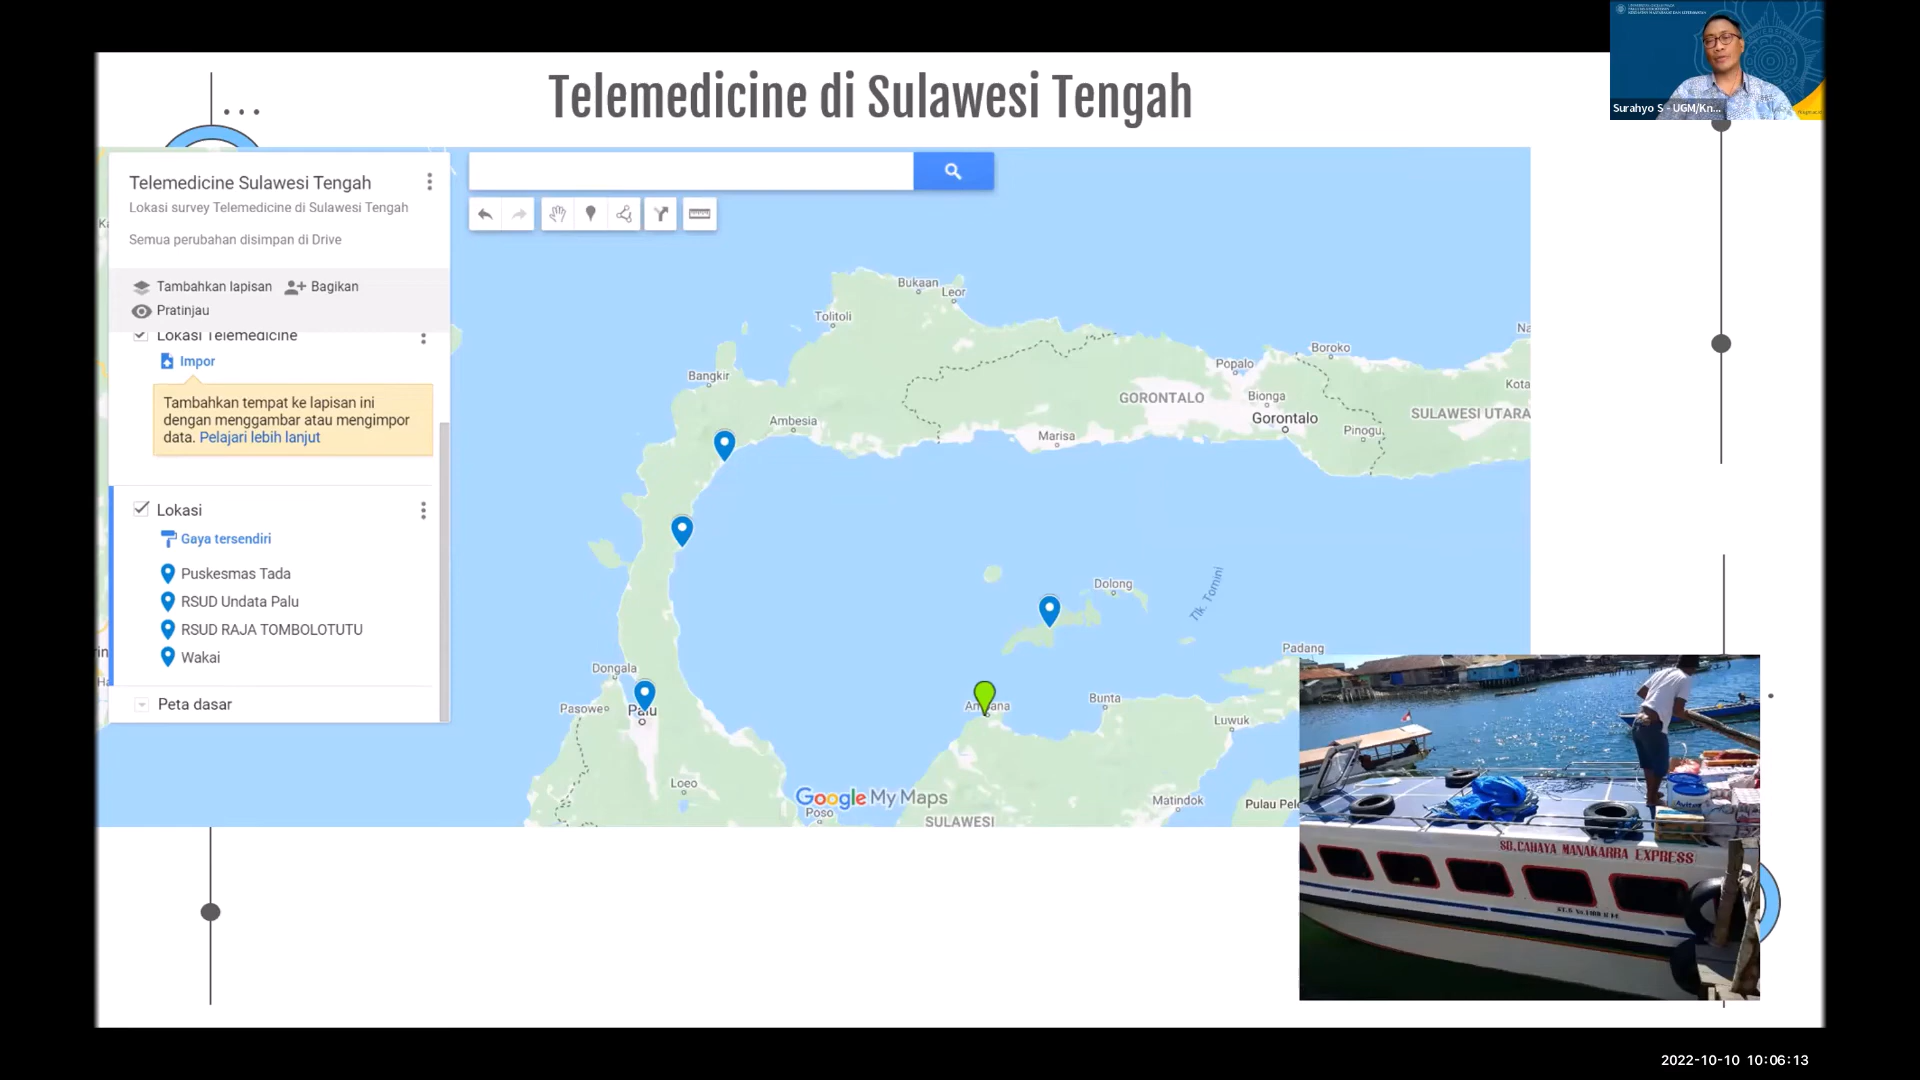 Telemedicine di Sulawesi Tengah
Surahyo S - UGM/Kn...
Telemedicine Sulawesi Tengah
Lokasi survey Telemedicine di Sulawesi Tengah
Semua perubahan disimpan di Drive
Tambahkan lapisan
Bagikan
Pratinjau
Lokasi Telemedicine
Impor
Tambahkan tempat ke lapisan ini
dengan menggambar atau mengimpor
data. Pelajari lebih lanjut
Lokasi
Gaya tersendiri
Puskesmas Tada
RSUD Undata Palu
RSUD RAJA TOMBOLOTUTU
Wakai
Peta dasar
Bukaan
Leor
Tolitoli
Bangkir
Ambesia
Popalo
Boroko
GORONTALO
Bionga
Gorontalo
Kota
SULAWESI UTARA
Marisa
Pinogu
Dolong
Tlk. Tomini
Padang
Dongala
Pasowe
Palu
Bunta
Luwuk
Loeo
Google My Maps
Poso
SULAWESI
Matindok
Pulau Pele
SB. CAHAYA MANAKARRA EXPRESS
2022-10-10 10:06:13